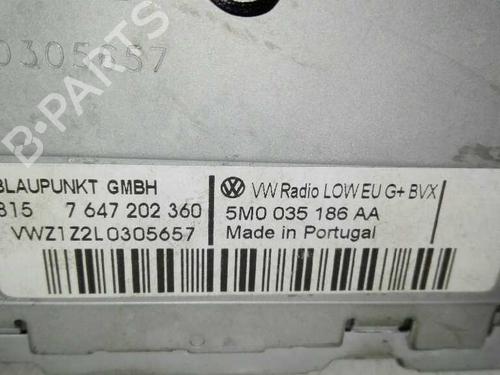 0305657
B-PARTS
BLAUPUNKT GMBH
815 7 647 202 360
VWZ1Z2L0305657
VW Radio LOW EU G+ BVX
5M0 035 186 AA
Made in Portugal